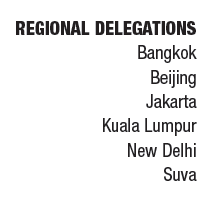 REGIONAL DELEGATIONS
Bangkok
Beijing
Jakarta
Kuala Lumpur
New Delhi
Suva